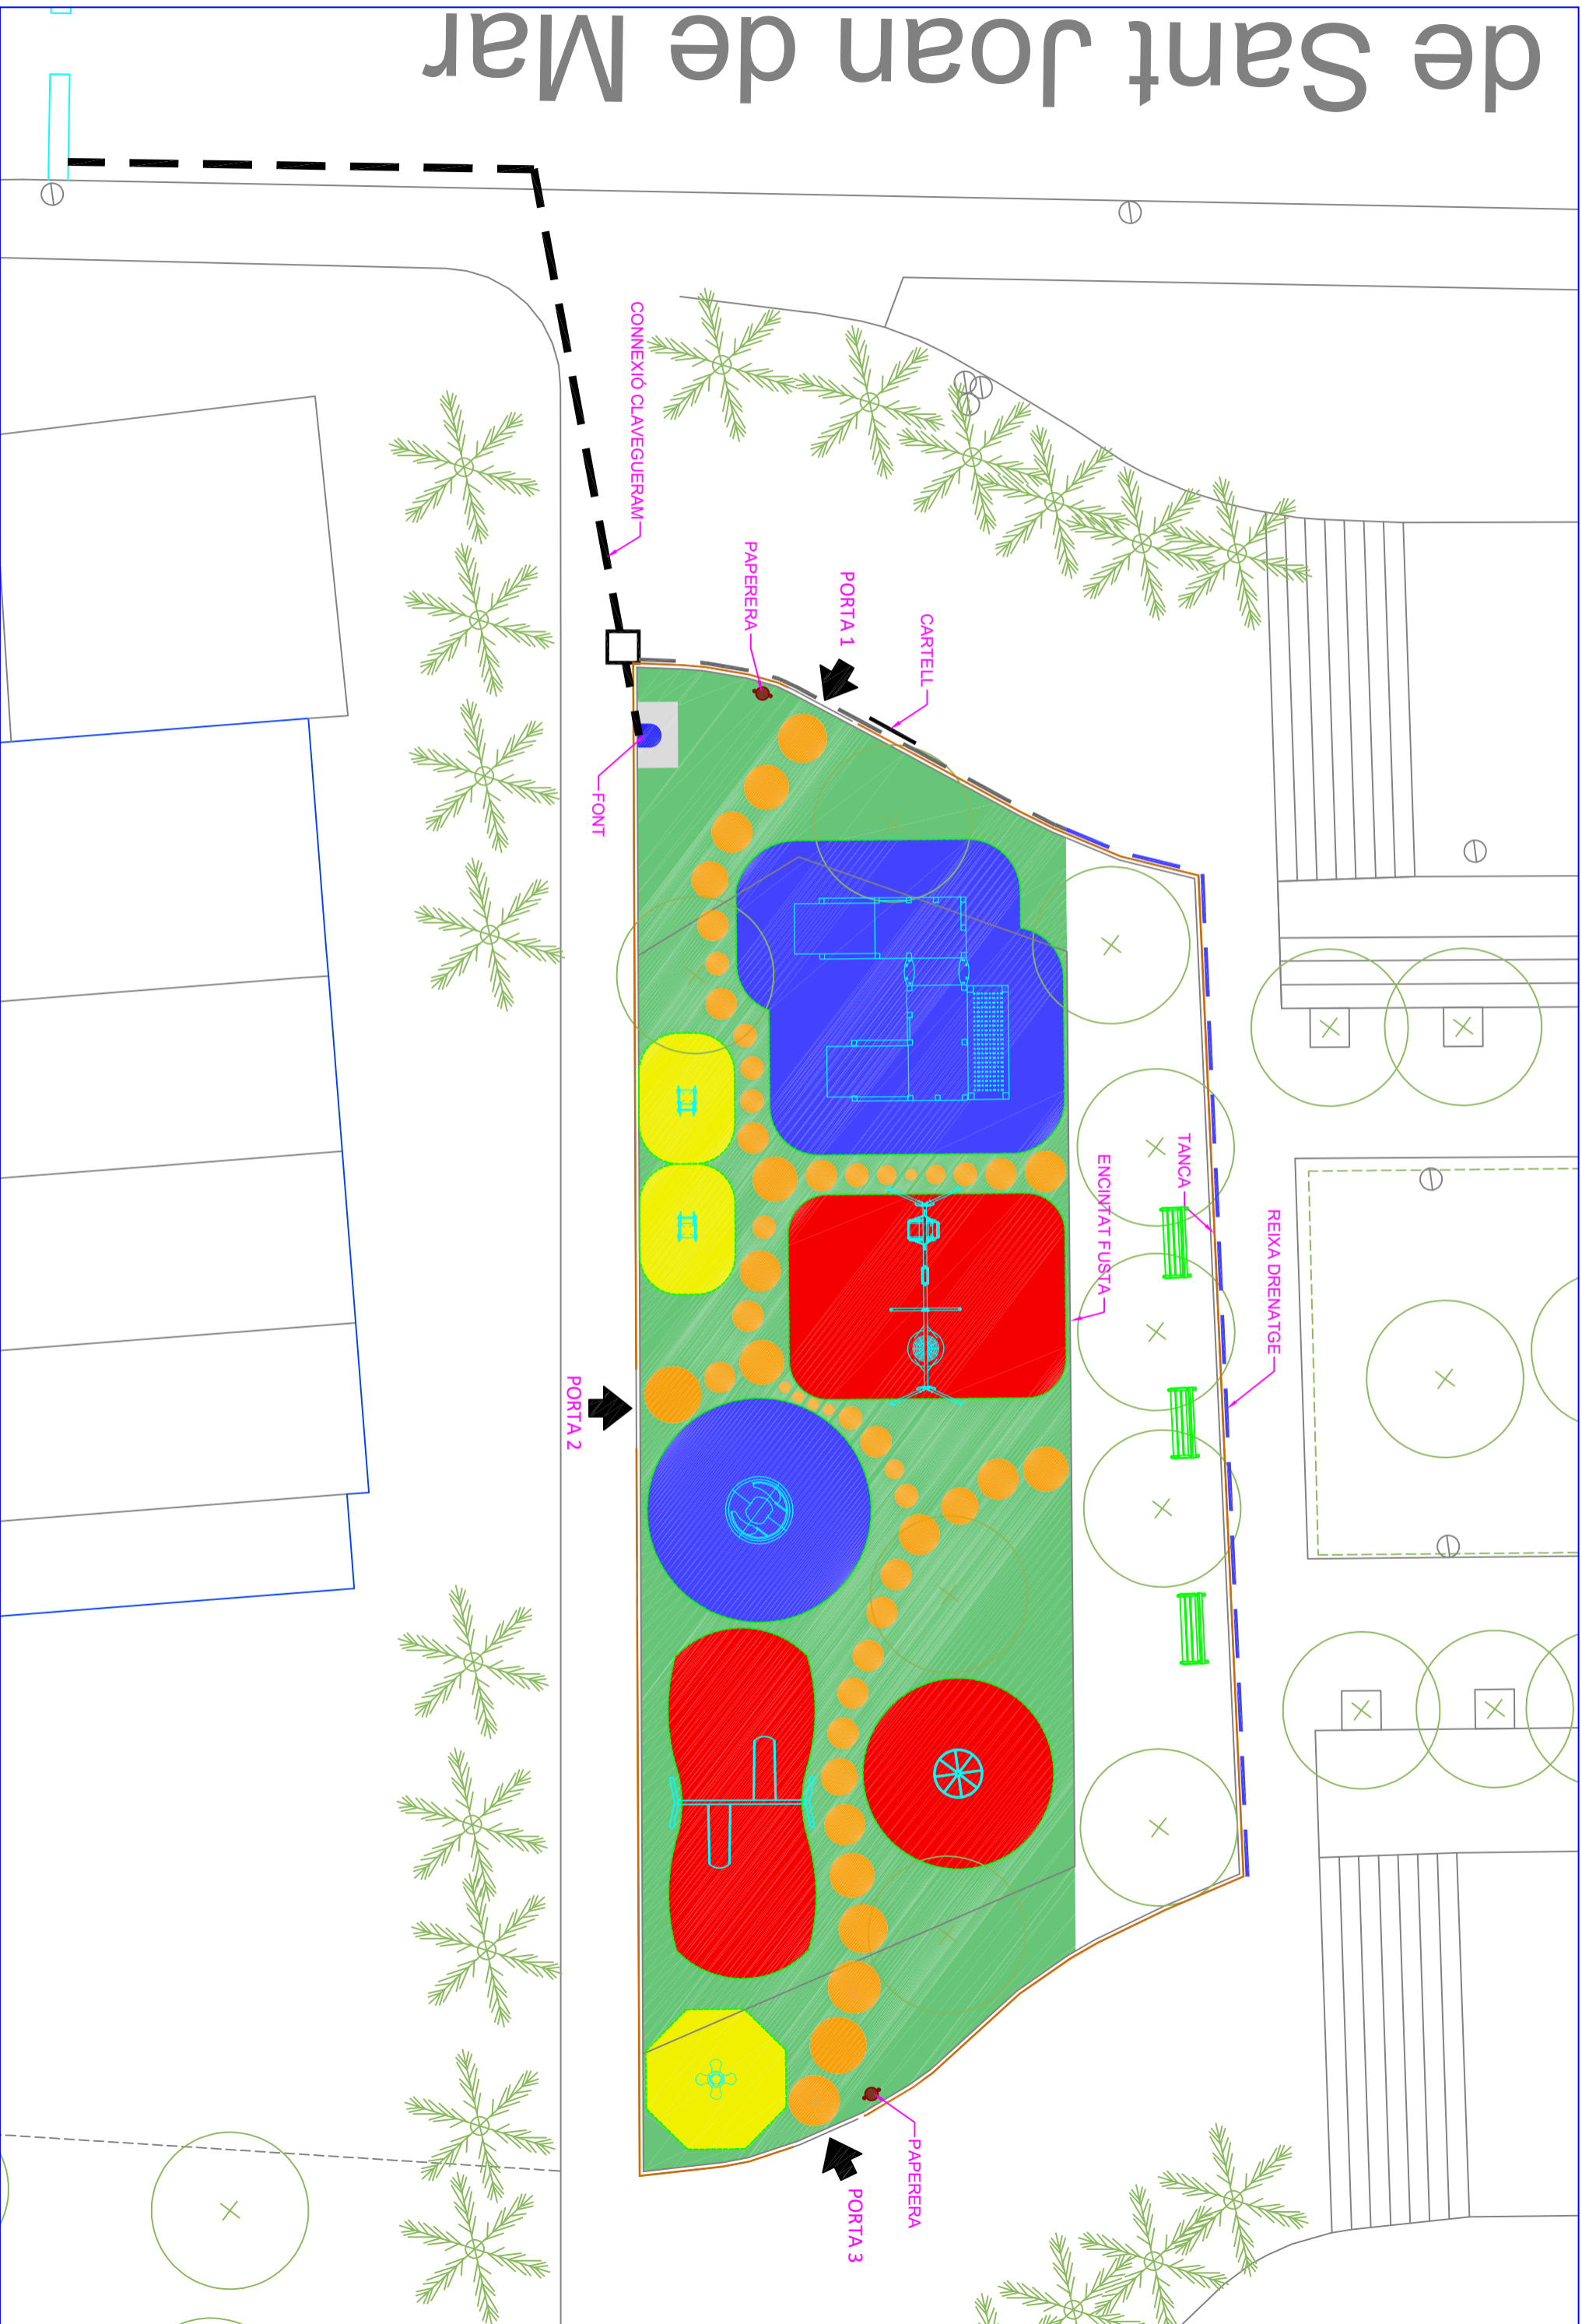 de Sant Joan de Mar
CONNEXIÓ CLAVEGUERAM
PAPERERA
PORTA 1
CARTELL
FONT
TANCA
ENCINTAT FUSTA
REIXA DRENATGE
PORTA 2
PAPERERA
PORTA 3